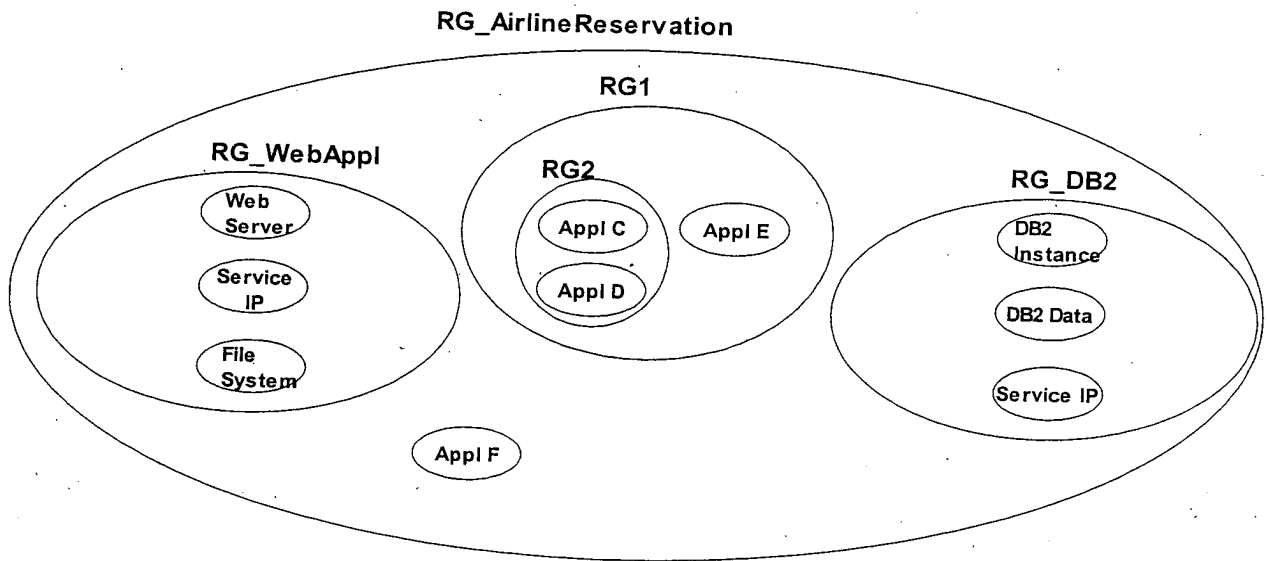 RG_AirlineReservation
RG1
RG_WebAppl
RG2
RG_DB2
Web
Server
Appl C
Appl E
DB2
Instance
Service
IP
Appl D
DB2 Data
File
System
Service IP
Appl F